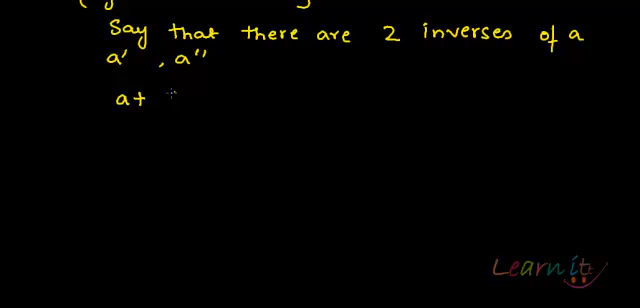 Say that there are 2 inverses of a
a' , a''
a+
Learnit